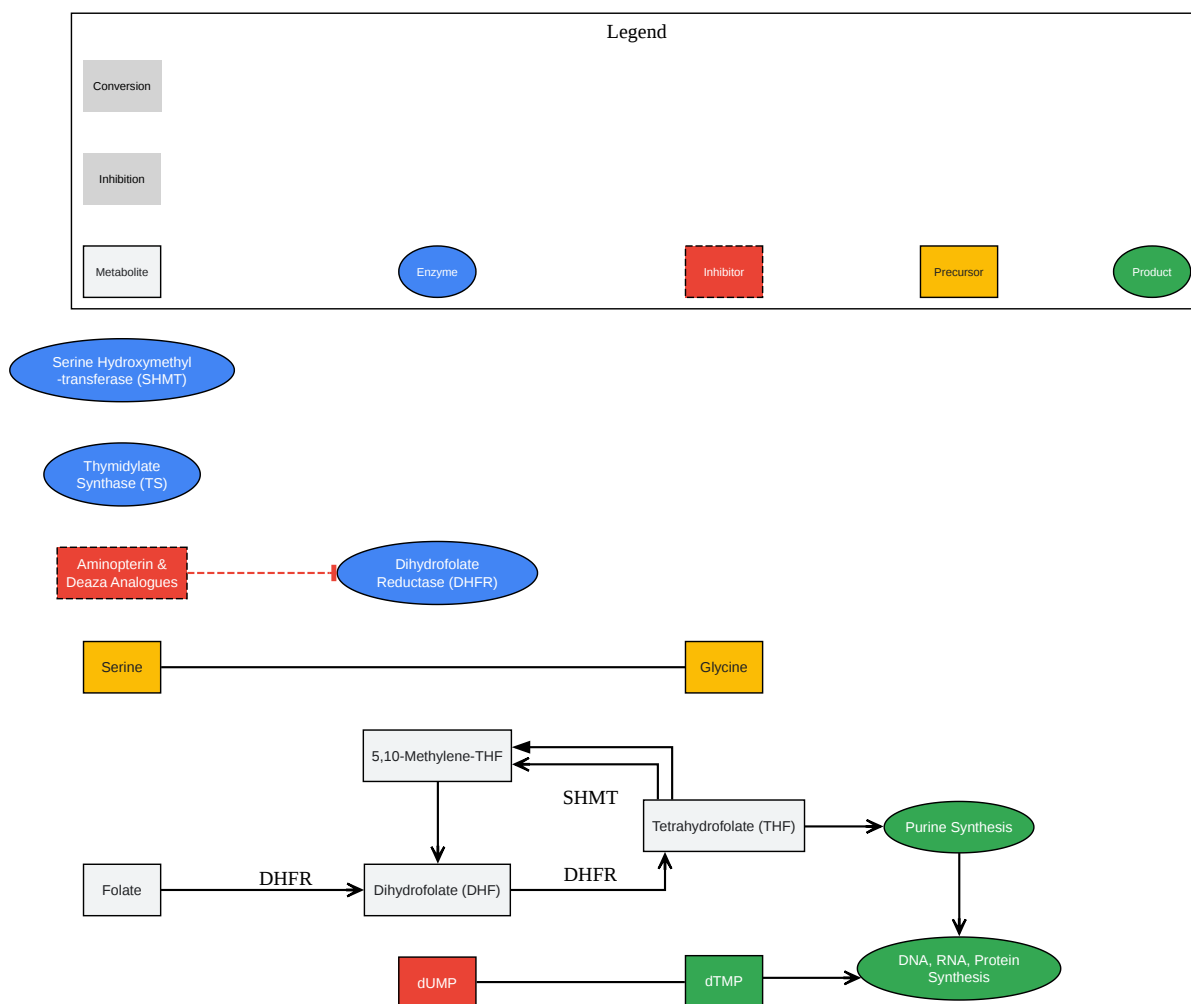 Legend
Conversion
Inhibition
Metabolite
Enzyme
Inhibitor
Precursor
Product
Serine Hydroxymethyl
-transferase (SHMT)
Thymidylate
Synthase (TS)
Aminopterin &
Deaza Analogues
Dihydrofolate
Reductase (DHFR)
Serine
Glycine
5,10-Methylene-THF
SHMT
Tetrahydrofolate (THF)
Purine Synthesis
Folate
DHFR
Dihydrofolate (DHF)
DHFR
dUMP
dTMP
DNA, RNA, Protein
Synthesis